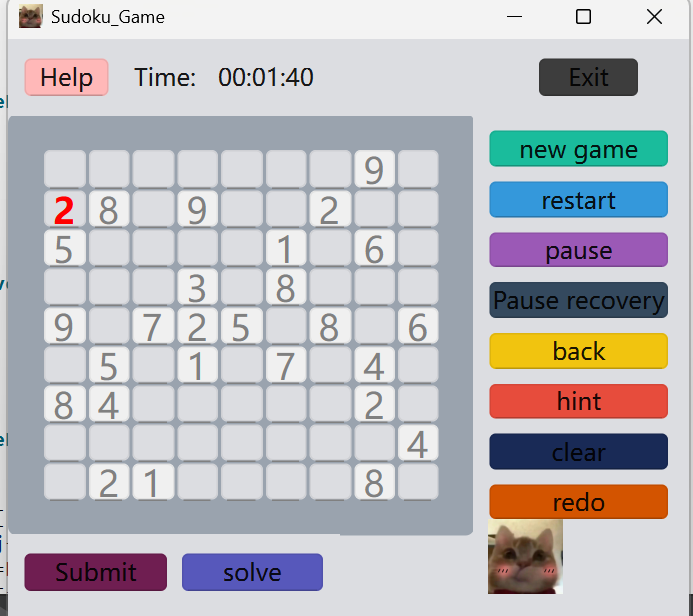 Sudoku_Game
Help Time: 00:01:40 Exit
9
2 8 9 2
5 1 6
3 8
9 7 2 5 8 6
5 1 7 4
8 4 2
4
2 1 8
new game
restart
pause
Pause recovery
back
hint
clear
redo
Submit solve